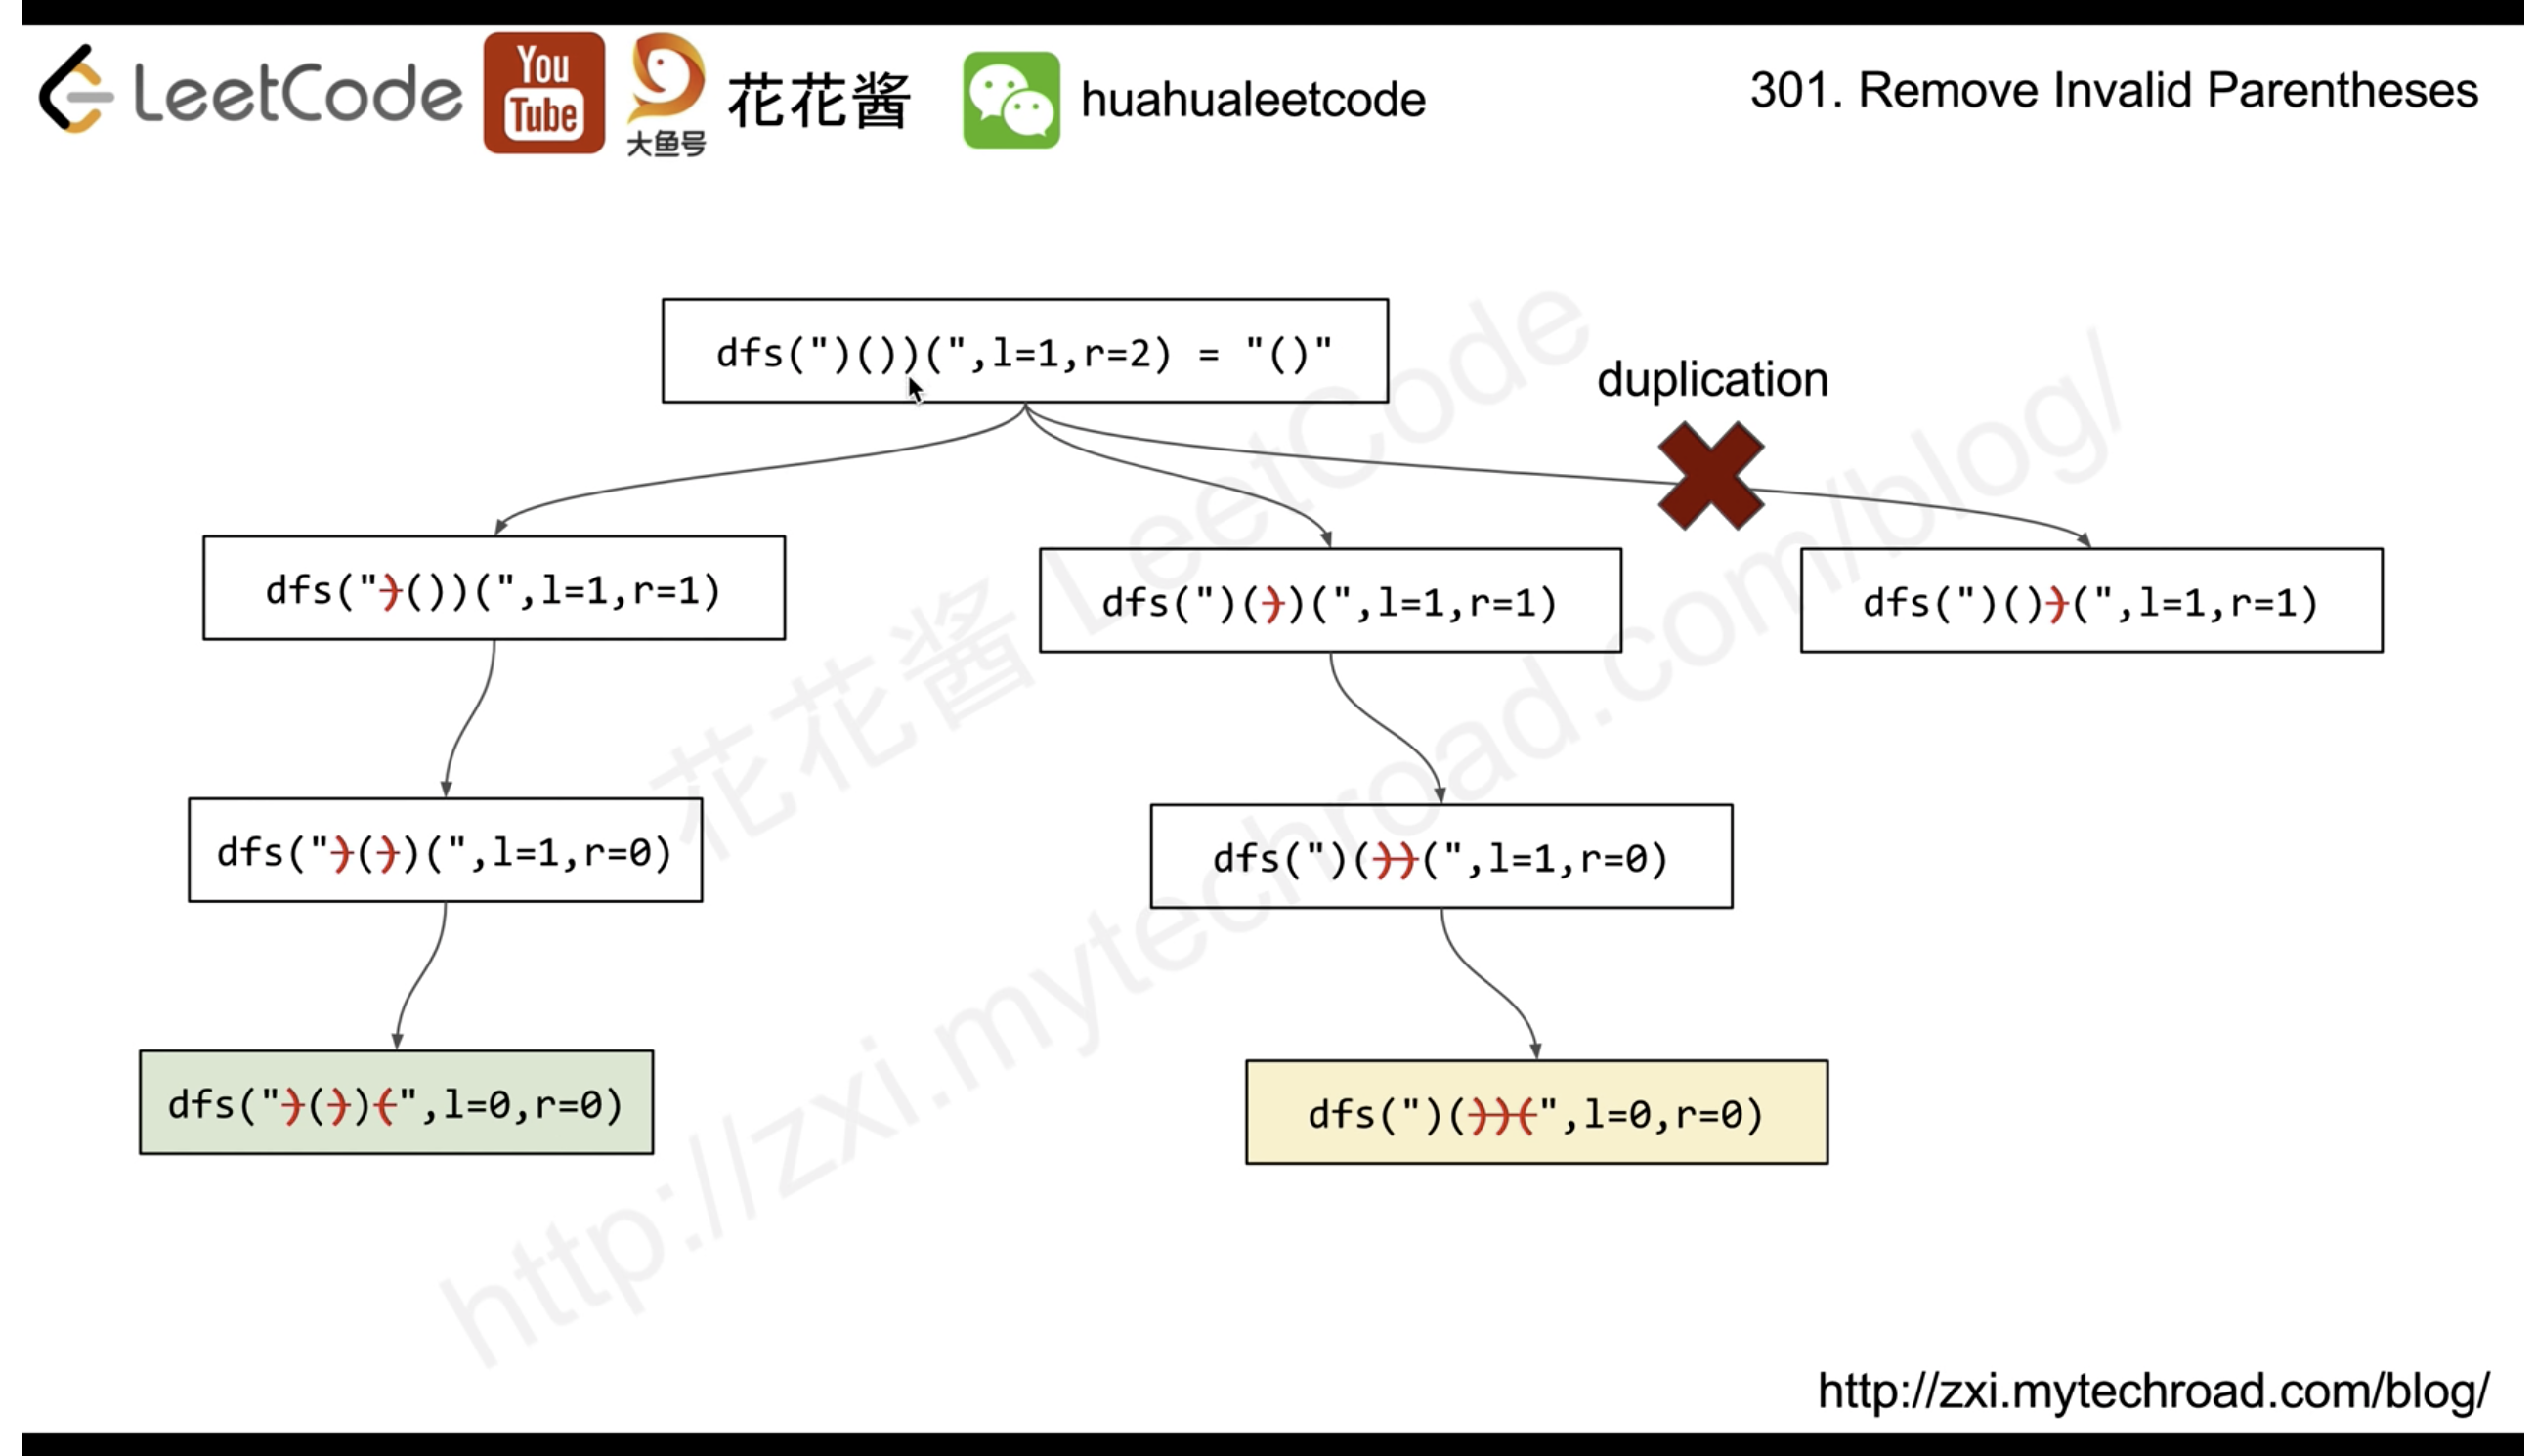 LeetCode
You
Tube
大鱼号
花花酱
huahualeetcode
301. Remove Invalid Parentheses
dfs(")())(",l=1,r=2) = "()"
duplication
dfs(")())(",l=1,r=1)
dfs(")())(",l=1,r=1)
dfs(")())(",l=1,r=1)
dfs(")())(",l=1,r=0)
dfs(")())(",l=1,r=0)
dfs(")())(",l=0,r=0)
dfs(")())(",l=0,r=0)
花花酱 LeetCode
http://zxi.mytechroad.com/blog/
http://zxi.mytechroad.com/blog/